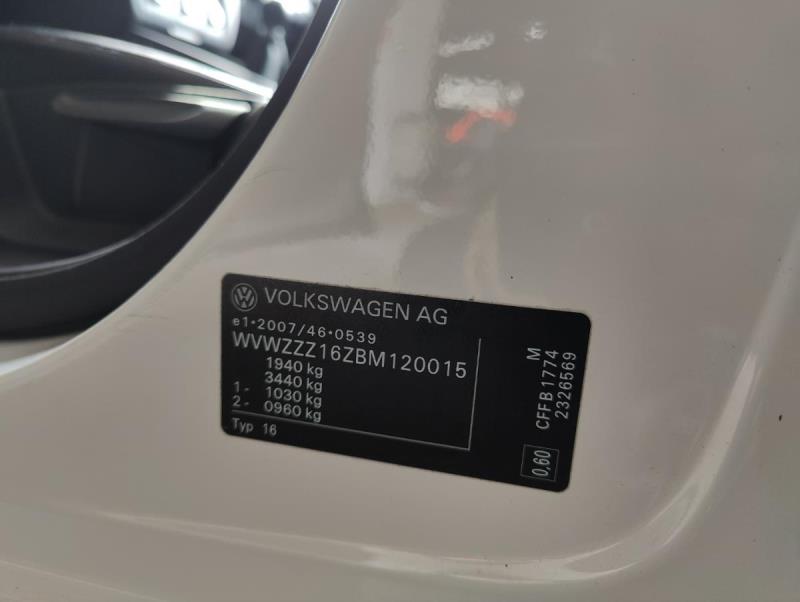 VOLKSWAGEN AG
e1*2007/46*0539
WVWZZZ16ZBM120015
1940 kg
3440 kg
1 - 1030 kg
2 - 0960 kg
Typ 16
M
CFFB1774
2326569
0,60